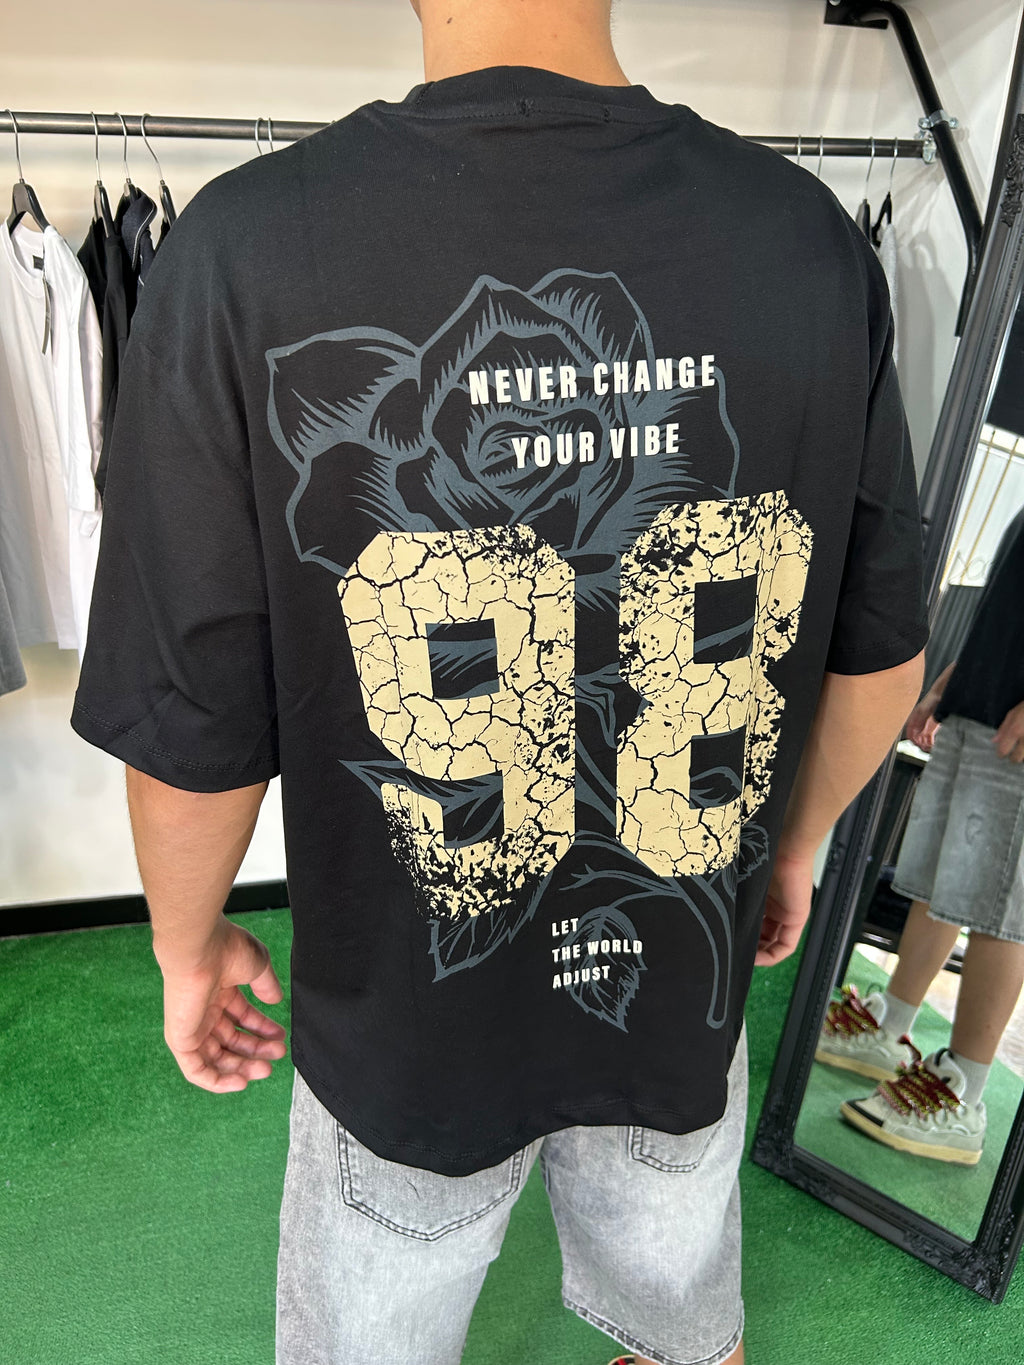 NEVER CHANGE
YOUR VIBE
98
LET
THE WORLD
ADJUST